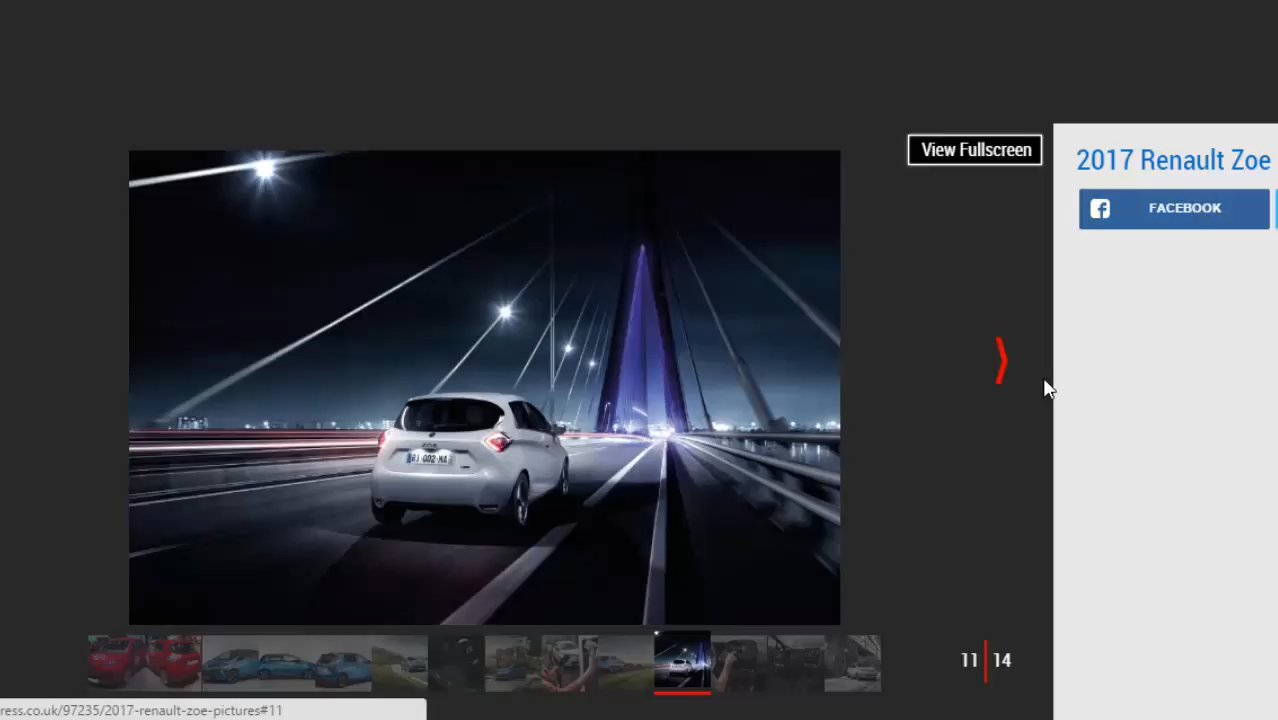 View Fullscreen
2017 Renault Zoe
FACEBOOK
11 14
ress.co.uk/97235/2017-renault-zoe-pictures#11